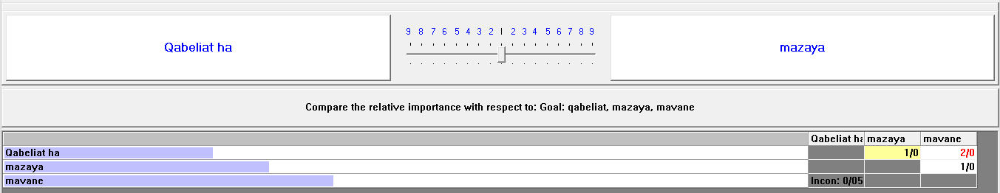 Qabeliat ha
9 8 7 6 5 4 3 2 1 2 3 4 5 6 7 8 9
mazaya
Compare the relative importance with respect to: Goal: qabeliat, mazaya, mavane
Qabeliat ha mazaya mavane
Qabeliat ha 1/0 2/0
mazaya 1/0
mavane Incon: 0/05